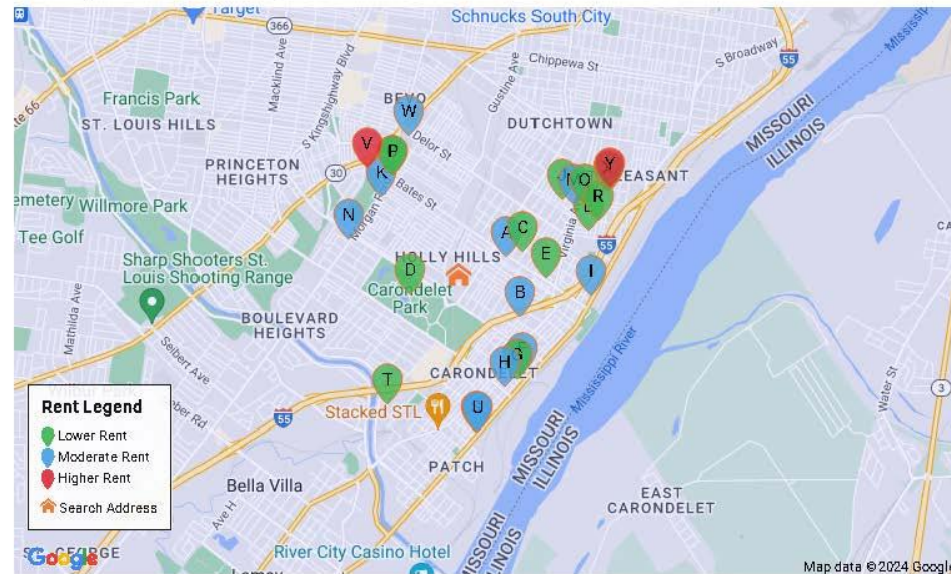 Target
Schnucks South City
366
Macklind Ave
S Kingshighway Blvd
Gustine Ave
Chippewa St
S Broadway
55
Mississippi
MISSOURI
ILLINOIS
Francis Park
ST. LOUIS HILLS
BEVO
W
Delor St
DUTCHTOWN
PRINCETON
HEIGHTS
V
P
K
30
Bates St
Y
O
R
N
Willmore Park
Tee Golf
Sharp Shooters St.
Louis Shooting Range
A
C
E
Virginia
55
HOLLY HILLS
D
Carondelet
Park
B
I
Mathilda Ave
BOULEVARD
HEIGHTS
Seibert Ave
H
G
CARONDELET
T
Stacked STL
U
Mississippi River
MISSOURI
ILLINOIS
Water St
3
Rent Legend
Lower Rent
Moderate Rent
Higher Rent
Search Address
55
PATCH
Bella Villa
Ave H
EAST
CARONDELET
MISSOURI
ILLINOIS
River City Casino Hotel
Google
Map data ©2024 Google